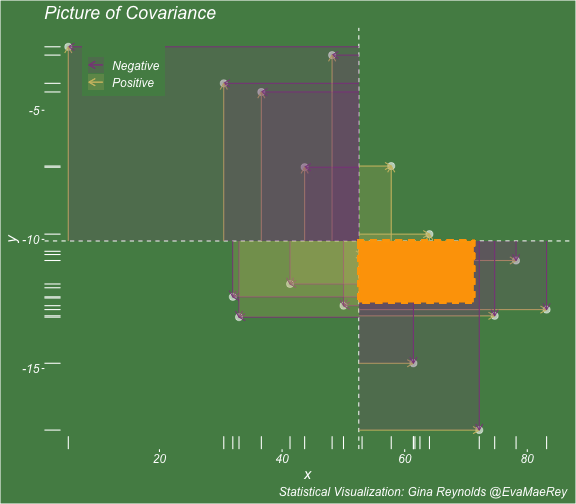 Picture of Covariance
Negative
Positive
-5
-10
-15
y
20
40
60
80
x
Statistical Visualization: Gina Reynolds @EvaMaeRey